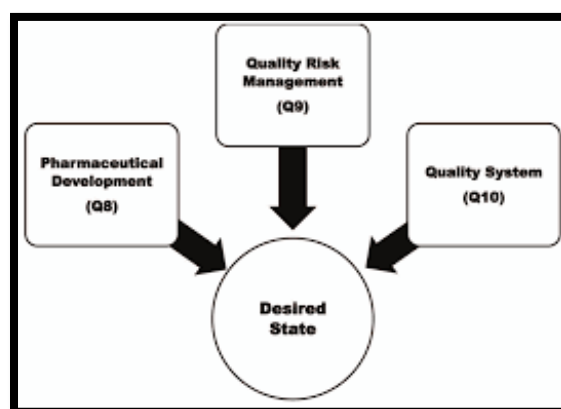 Quality Risk
Management
(Q9)
Pharmaceutical
Development
(Q8)
Quality System
(Q10)
Desired
State